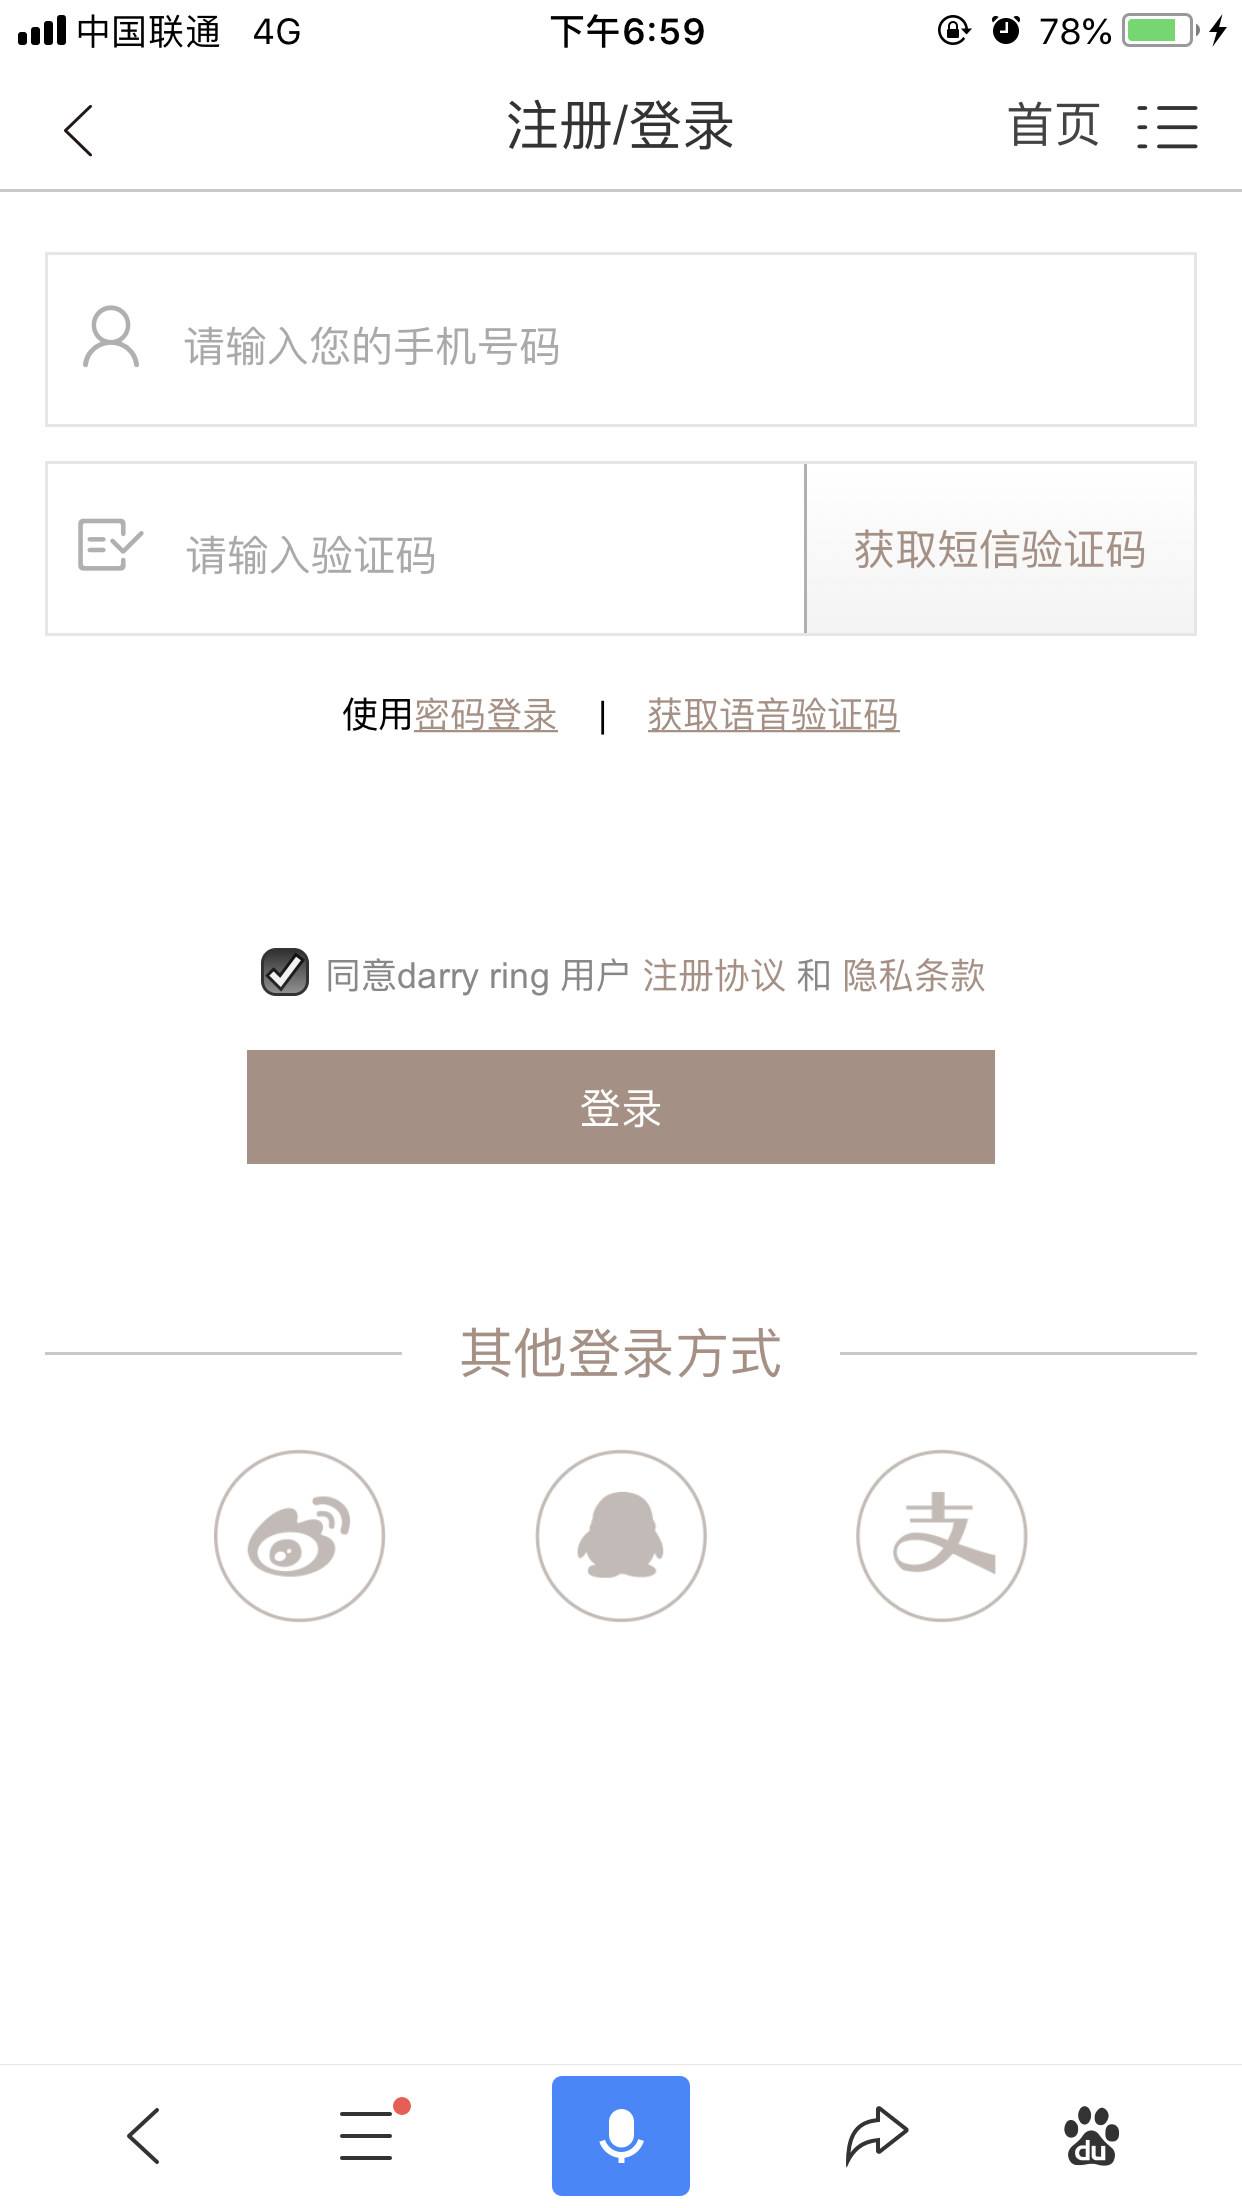 中国联通 4G 下午6:59 78%
注册/登录 首页
请输入您的手机号码
请输入验证码 获取短信验证码
使用密码登录 | 获取语音验证码
同意darry ring 用户 注册协议 和 隐私条款
登录
其他登录方式
支
du